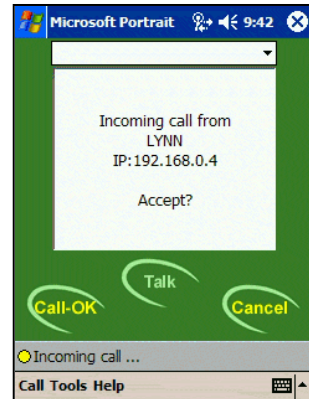 Microsoft Portrait 9:42
Incoming call from
LYNN
IP:192.168.0.4
Accept?
Talk
Call-OK
Cancel
Incoming call ...
Call Tools Help